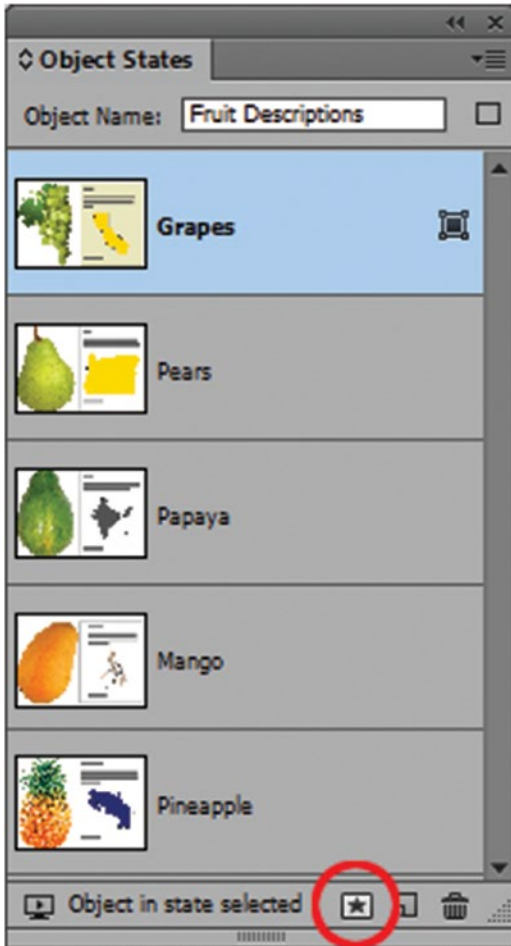 Object States
Object Name: Fruit Descriptions
Grapes
Pears
Papaya
Mango
Pineapple
Object in state selected